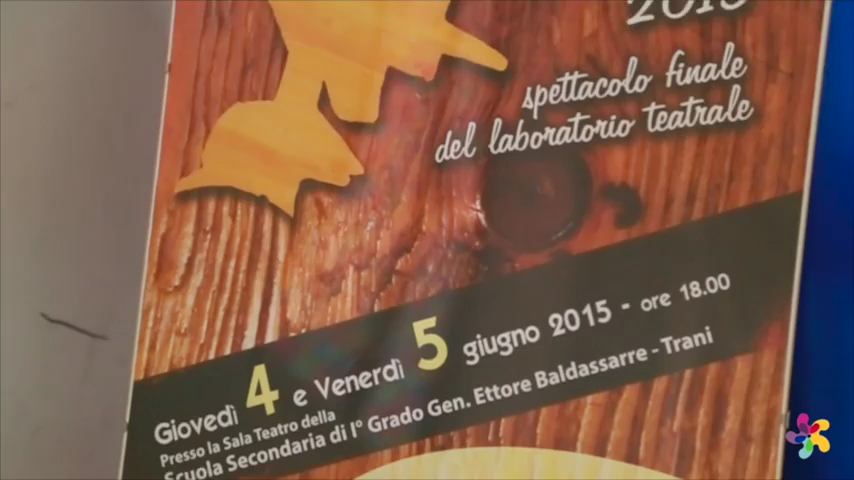 2015
spettacolo finale
del laboratorio teatrale
Giovedì 4 e Venerdì 5 giugno 2015 - ore 18.00
Presso la Sala Teatro della
Scuola Secondaria di I° Grado Gen. Ettore Baldassarre - Trani